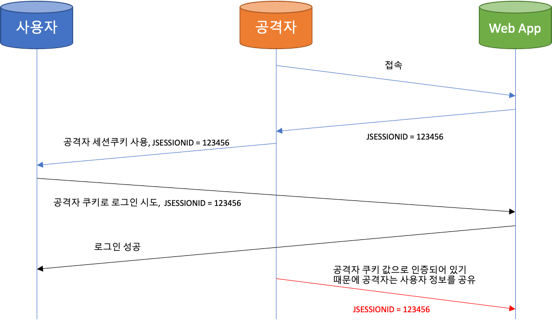 사용자
공격자
Web App
접속
JSESSIONID = 123456
공격자 세션쿠키 사용, JSESSIONID = 123456
공격자 쿠키로 로그인 시도,  JSESSIONID = 123456
로그인 성공
공격자 쿠키 값으로 인증되어 있기
때문에 공격자는 사용자 정보를 공유
JSESSIONID = 123456